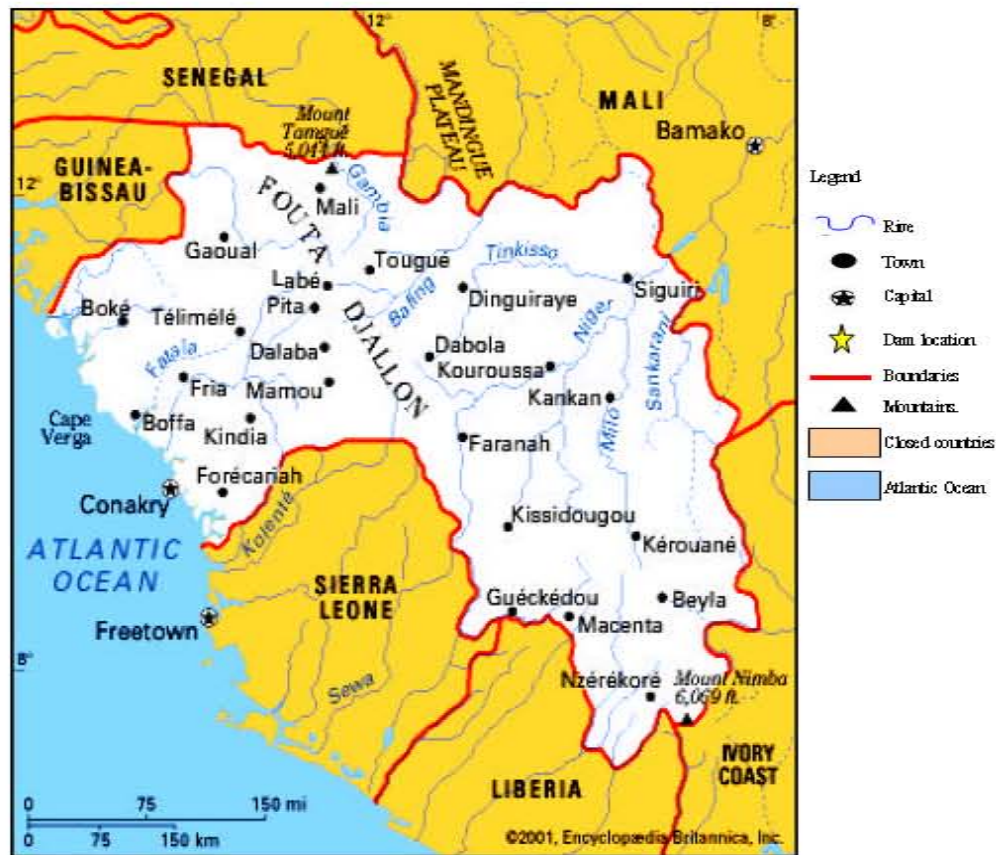 12°
8°
SENEGAL
MALI
MANDINGUE
PLATEAU
Mount
Tamguë
5,043 ft.
Bamako
GUINEA-
BISSAU
12°
Mali
Gambia
FOUTA
DJALLON
Gaoual
Tougué
Tinkisso
Labé
Dinguiraye
Siguiri
Pita
Bafing
Niger
Boké
Télimélé
Dalaba
Dabola
Kouroussa
Sankarani
Fatala
Fria
Mamou
Kankan
Milo
Cape
Verga
Boffa
Kindia
Faranah
Forécariah
Conakry
Kolenté
Kissidougou
Kérouané
ATLANTIC
OCEAN
SIERRA
LEONE
Guéckédou
Beyla
Freetown
Macenta
8°
Sewa
Nzérékoré
Mount Nimba
6,069 ft.
IVORY
COAST
LIBERIA
0 75 150 mi
0 75 150 km
©2001, Encyclopædia Britannica, Inc.
Legend
Rive
Town
Capital
Dam location
Boundaries
Mountains.
Closed countries
Atlantic Ocean